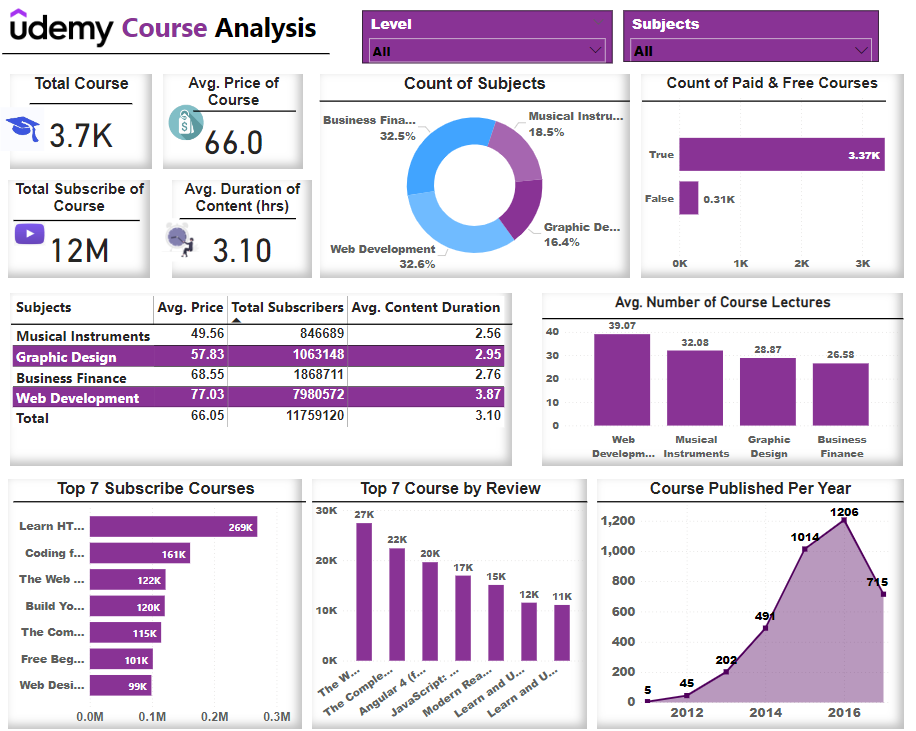 udemy Course Analysis
Level
All
Subjects
All
Total Course
3.7K
Avg. Price of
Course
66.0
Total Subscribe of
Course
12M
Avg. Duration of
Content (hrs)
3.10
Count of Subjects
Business Fina...
32.5%
Musical Instru...
18.5%
Graphic De...
16.4%
Web Development
32.6%
Count of Paid & Free Courses
True 3.37K
False 0.31K
0K 1K 2K 3K
Subjects Avg. Price Total Subscribers Avg. Content Duration
Musical Instruments 49.56 846689 2.56
Graphic Design 57.83 1063148 2.95
Business Finance 68.55 1868711 2.76
Web Development 77.03 7980572 3.87
Total 66.05 11759120 3.10
Avg. Number of Course Lectures
40
30
20
10
0
39.07
32.08
28.87
26.58
Web
Developm...
Musical
Instruments
Graphic
Design
Business
Finance
Top 7 Subscribe Courses
Learn HT... 269K
Coding f... 161K
The Web ... 122K
Build Yo... 120K
The Com... 115K
Free Beg... 101K
Web Desi... 99K
0.0M 0.1M 0.2M 0.3M
Top 7 Course by Review
30K
20K
10K
0K
27K
22K
20K
17K
15K
12K
11K
The W...
The Comple...
Angular 4 (f...
JavaScript: ...
Modern Rea...
Learn and U...
Learn and U...
Course Published Per Year
1,200
1,000
800
600
400
200
0
5
45
202
491
1014
1206
715
2012 2014 2016